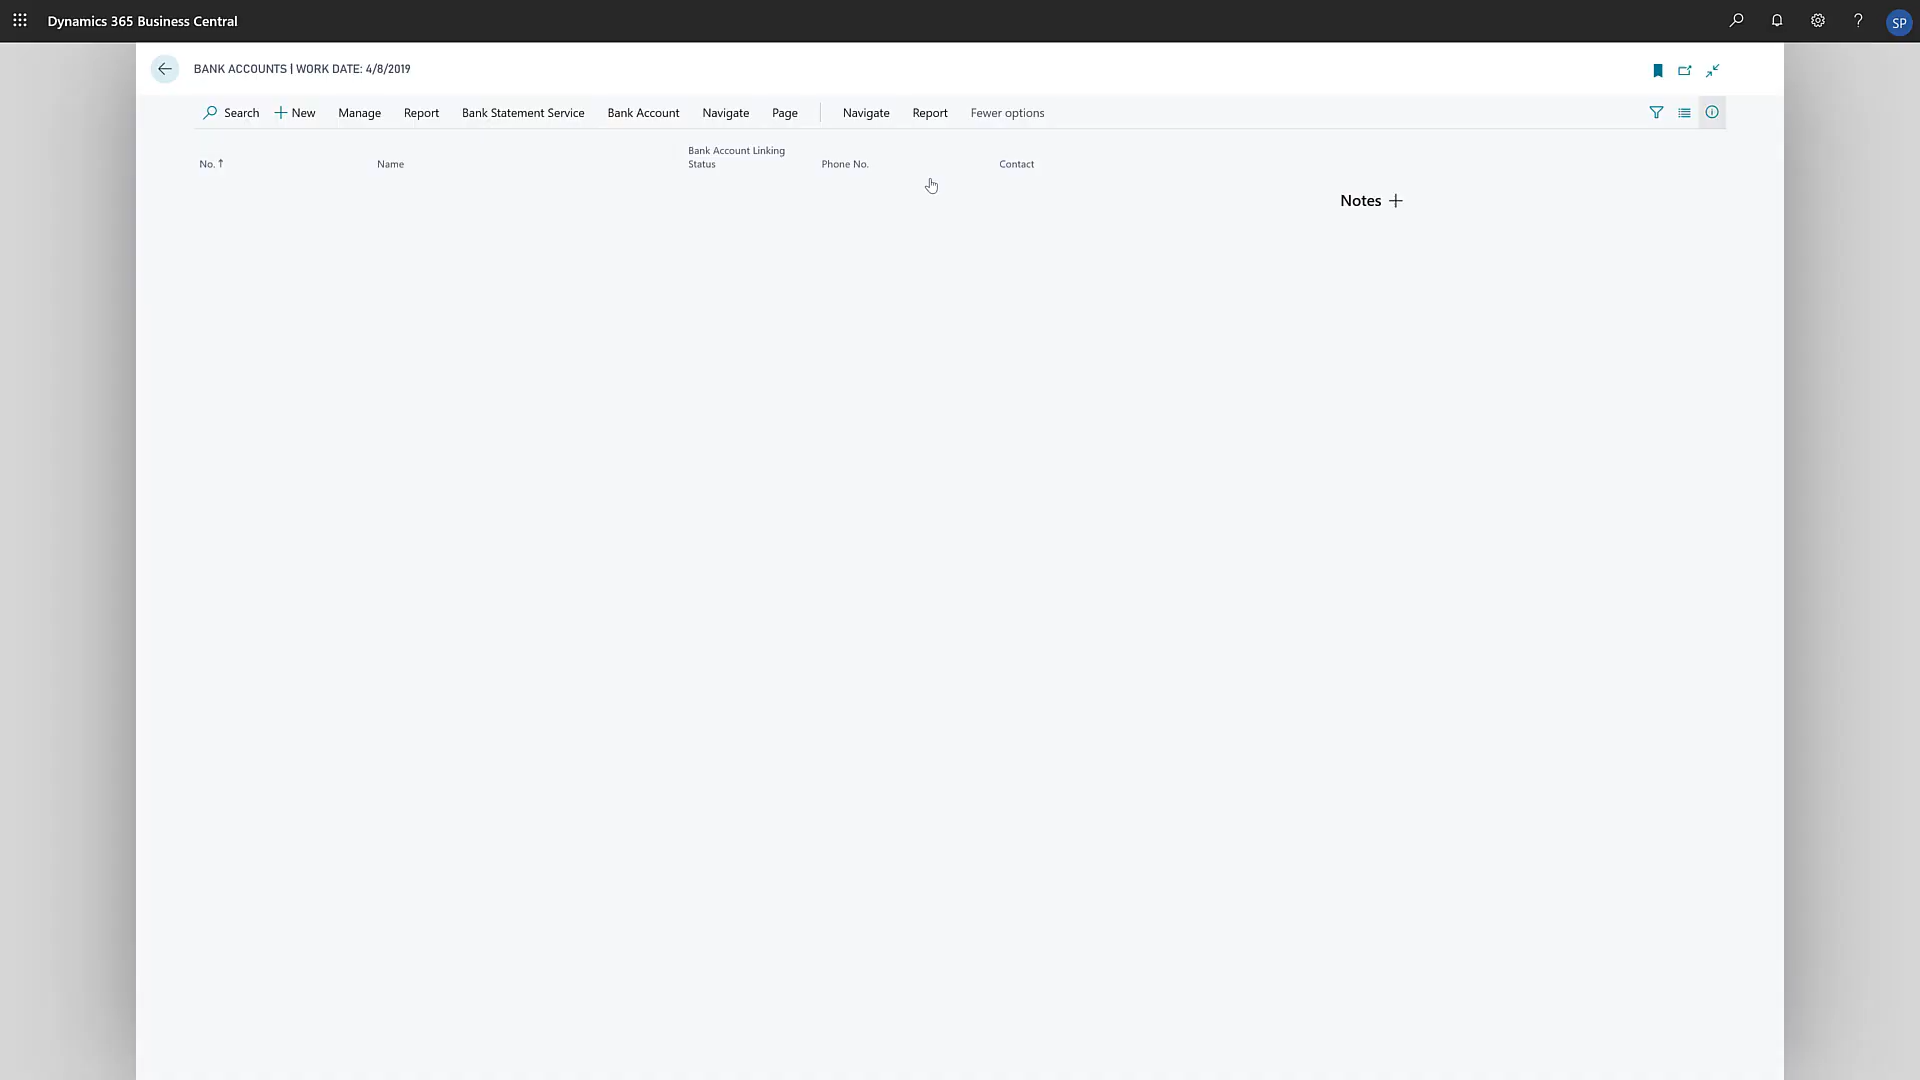 Dynamics 365 Business Central
SP
BANK ACCOUNTS | WORK DATE: 4/8/2019
Search New Manage Report Bank Statement Service Bank Account Navigate Page Navigate Report Fewer options
No. ↑ Name Bank Account Linking Status Phone No. Contact
Notes